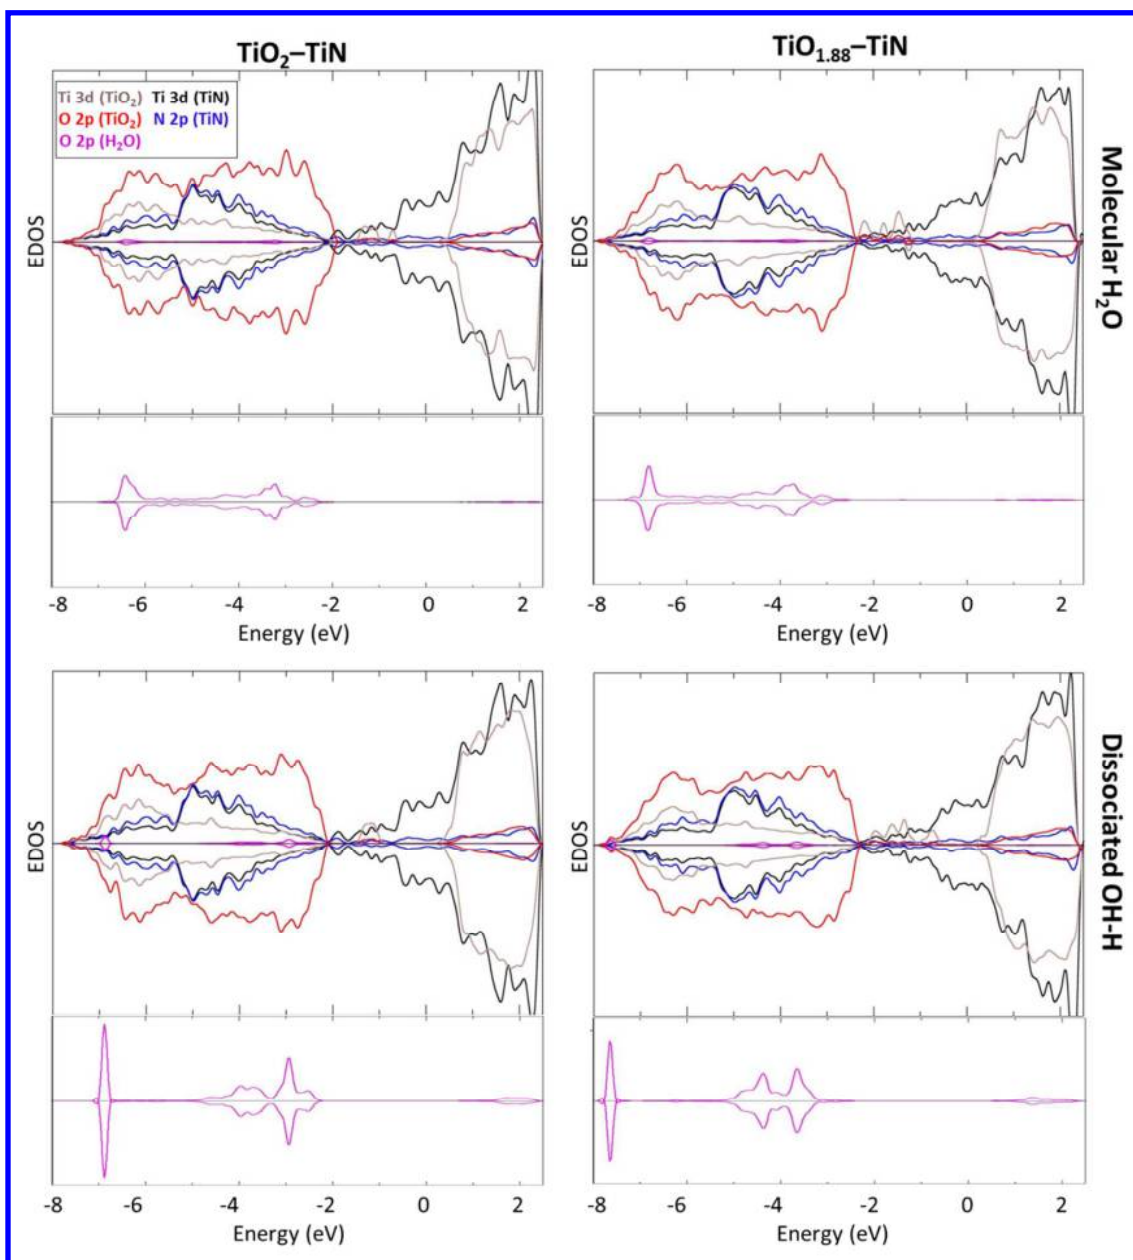 TiO₂–TiN
TiO₁.₈₈–TiN
Ti 3d (TiO₂) Ti 3d (TiN)
O 2p (TiO₂) N 2p (TiN)
O 2p (H₂O)
EDOS
EDOS
Molecular H₂O
-8 -6 -4 -2 0 2
Energy (eV)
-8 -6 -4 -2 0 2
Energy (eV)
EDOS
EDOS
Dissociated OH-H
-8 -6 -4 -2 0 2
Energy (eV)
-8 -6 -4 -2 0 2
Energy (eV)